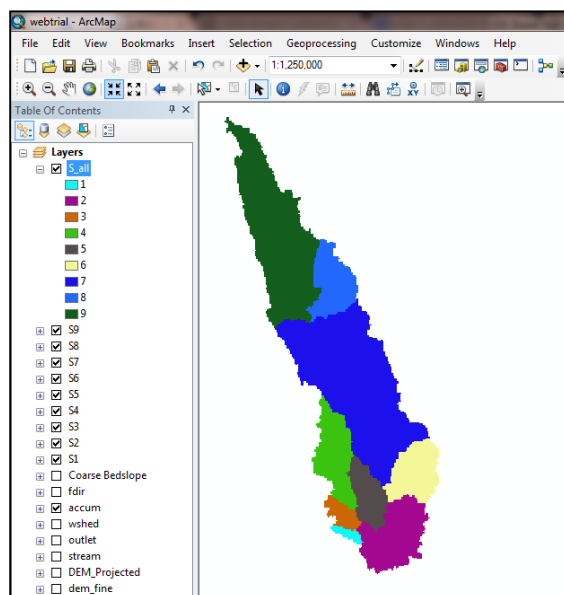 webtrial - ArcMap
File Edit View Bookmarks Insert Selection Geoprocessing Customize Windows Help
1:1,250,000
Table Of Contents
Layers
S_all
1
2
3
4
5
6
7
8
9
S9
S8
S7
S6
S5
S4
S3
S2
S1
Coarse Bedslope
fdir
accum
wshed
outlet
stream
DEM_Projected
dem_fine